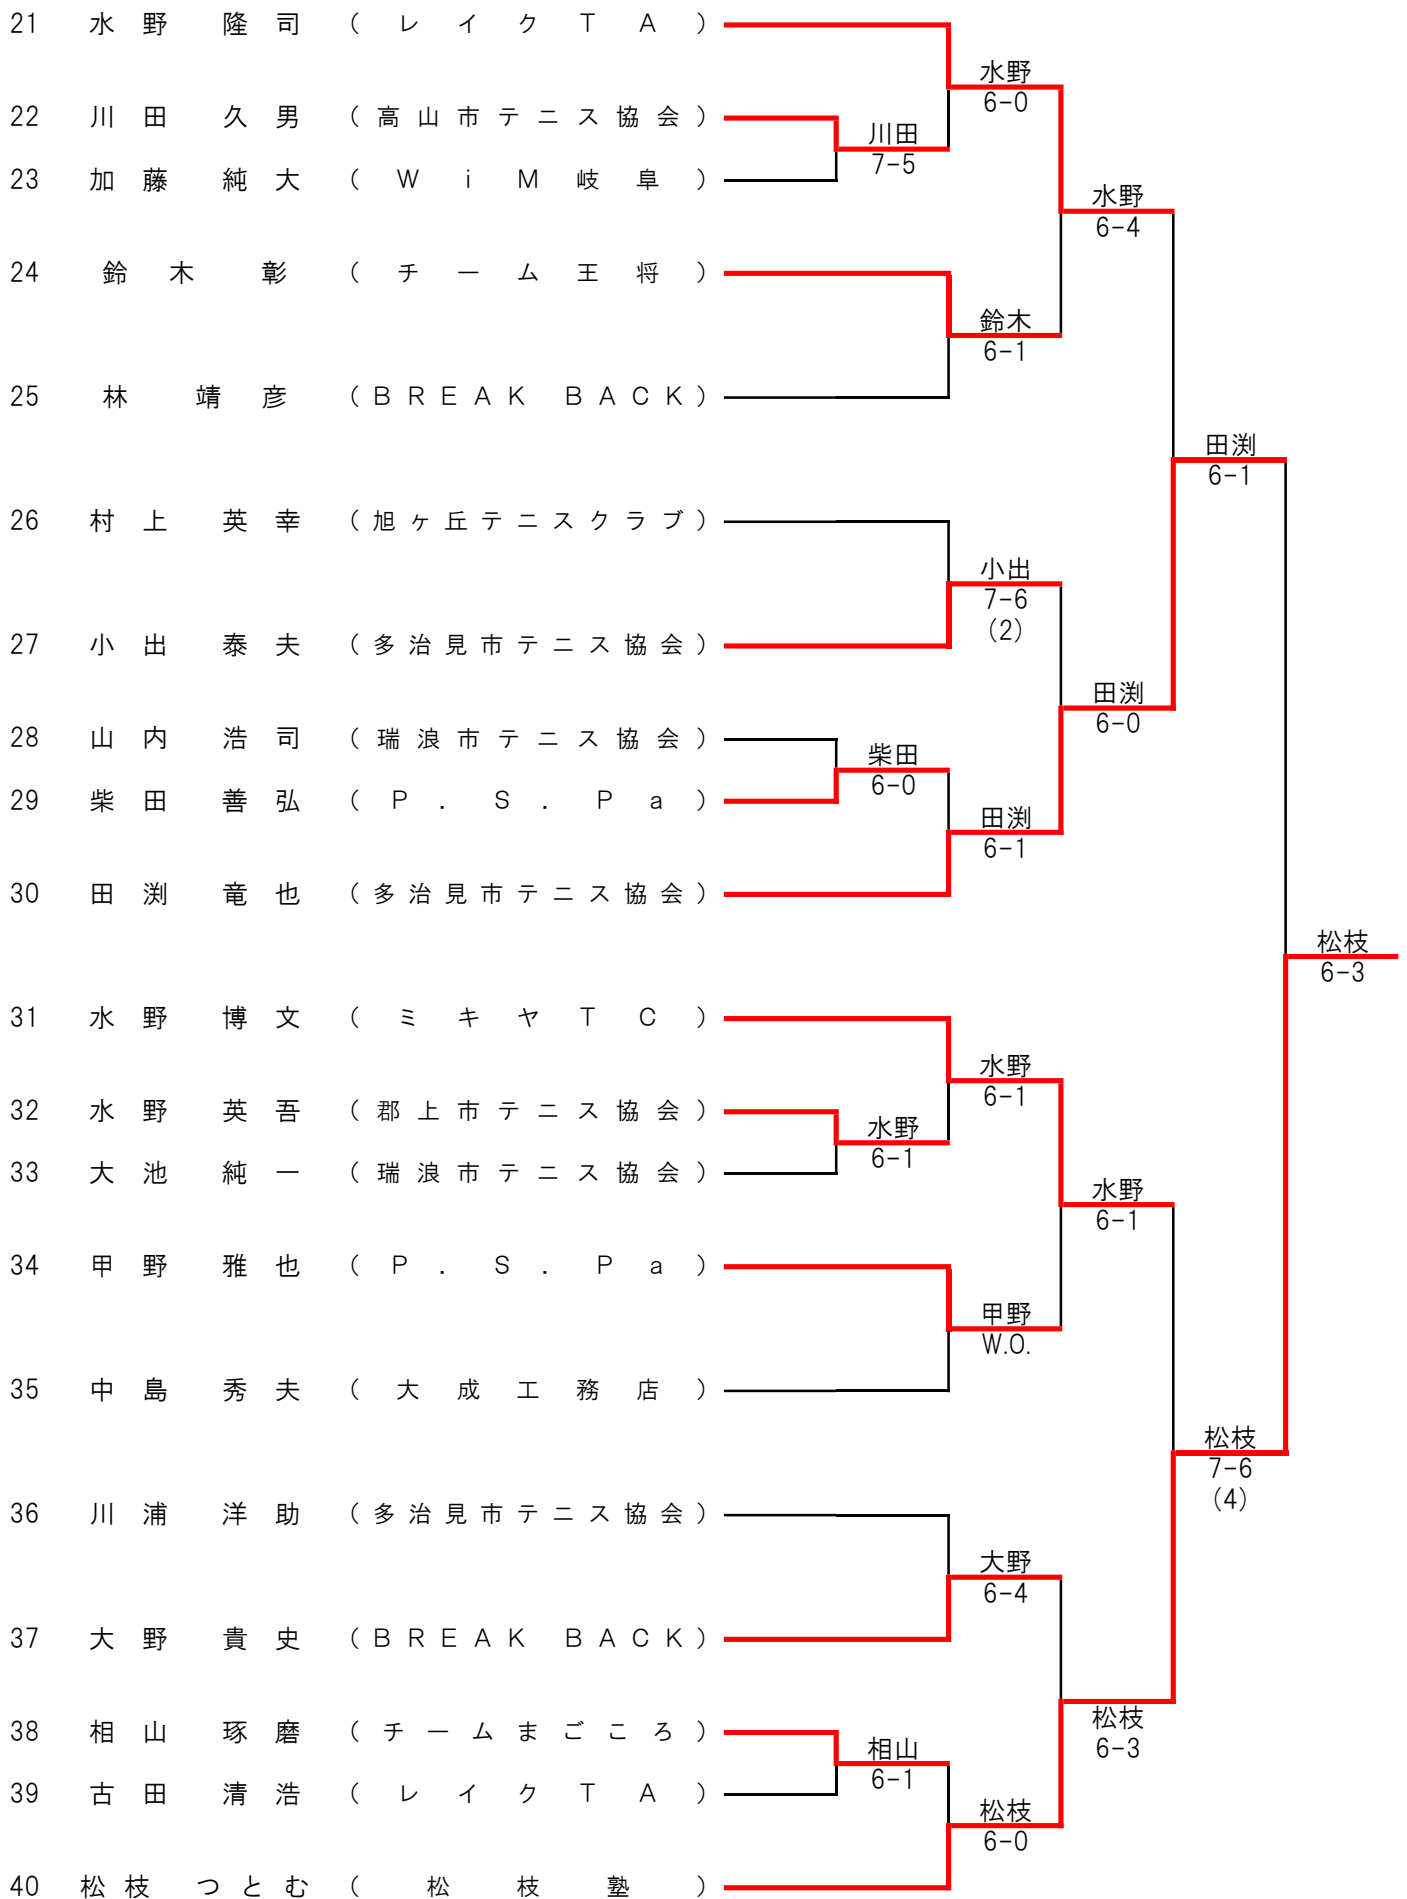 21 水野 隆司 (レイクTA)
水野
6-0
22 川田 久男 (高山市テニス協会)
川田
7-5
23 加藤 純大 (WiM岐阜)
水野
6-4
24 鈴木 彰 (チーム王将)
鈴木
6-1
25 林 靖彦 (BREAK BACK)
田渕
6-1
26 村上 英幸 (旭ヶ丘テニスクラブ)
小出
7-6
(2)
27 小出 泰夫 (多治見市テニス協会)
田渕
6-0
28 山内 浩司 (瑞浪市テニス協会)
柴田
6-0
29 柴田 善弘 (P.S.Pa)
田渕
6-1
30 田渕 竜也 (多治見市テニス協会)
松枝
6-3
31 水野 博文 (ミキヤTC)
水野
6-1
32 水野 英吾 (郡上市テニス協会)
水野
6-1
33 大池 純一 (瑞浪市テニス協会)
水野
6-1
34 甲野 雅也 (P.S.Pa)
甲野
W.O.
35 中島 秀夫 (大成工務店)
松枝
7-6
(4)
36 川浦 洋助 (多治見市テニス協会)
大野
6-4
37 大野 貴史 (BREAK BACK)
松枝
6-3
38 相山 琢磨 (チームまごころ)
相山
6-1
39 古田 清浩 (レイクTA)
松枝
6-0
40 松枝 つとむ (松枝塾)